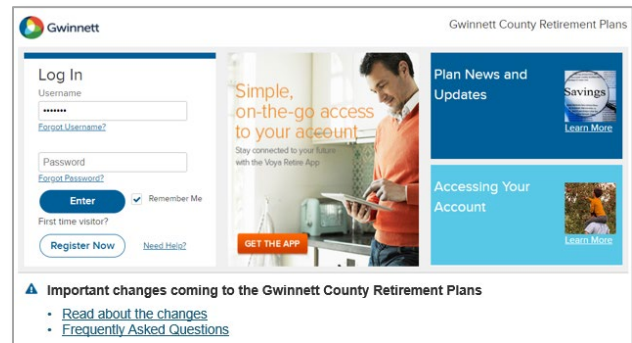 Gwinnett
Gwinnett County Retirement Plans
Log In
Username
•••••••
Forgot Username?
Password
Forgot Password?
Enter
Remember Me
First time visitor?
Register Now
Need Help?
Simple,
on-the-go access
to your account
Stay connected to your future
with the Voya Retire App
GET THE APP
Plan News and
Updates
Savings
Learn More
Accessing Your
Account
Learn More
Important changes coming to the Gwinnett County Retirement Plans
• Read about the changes
• Frequently Asked Questions